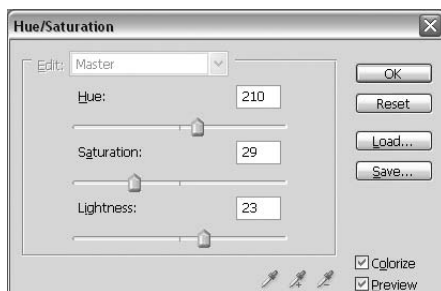 Hue/Saturation
Edit: Master
Hue: 210
Saturation: 29
Lightness: 23
OK
Reset
Load...
Save...
Colorize
Preview